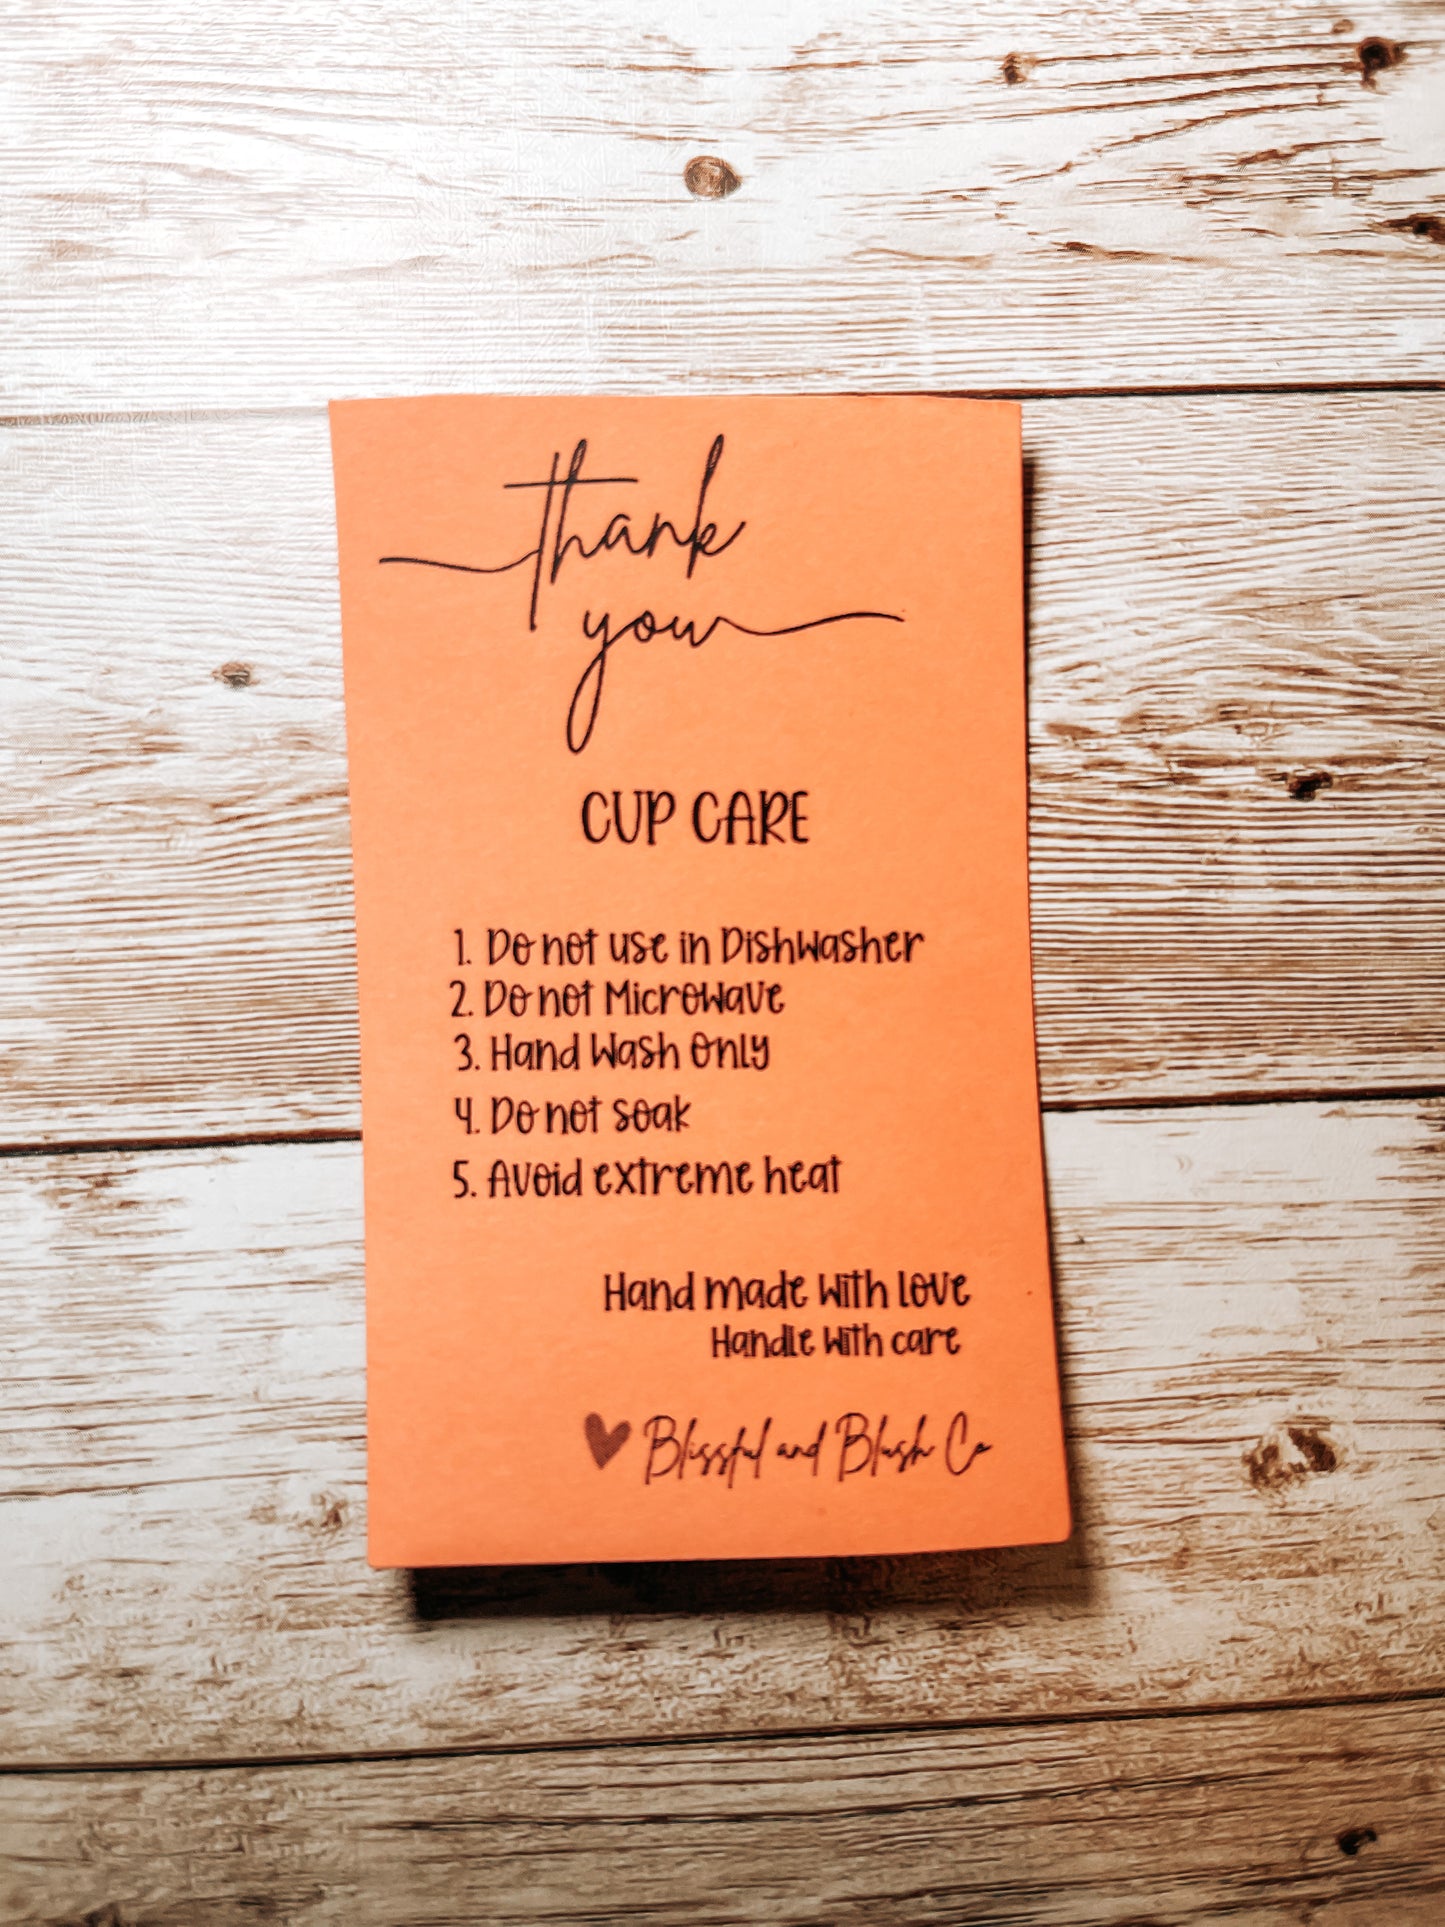 thank
you
CUP CARE
1. Do not use in Dishwasher
2. Do not Microwave
3. Hand Wash Only
4. Do not soak
5. Avoid extreme heat
Hand made with love
Handle with care
Blissful and Blush Co